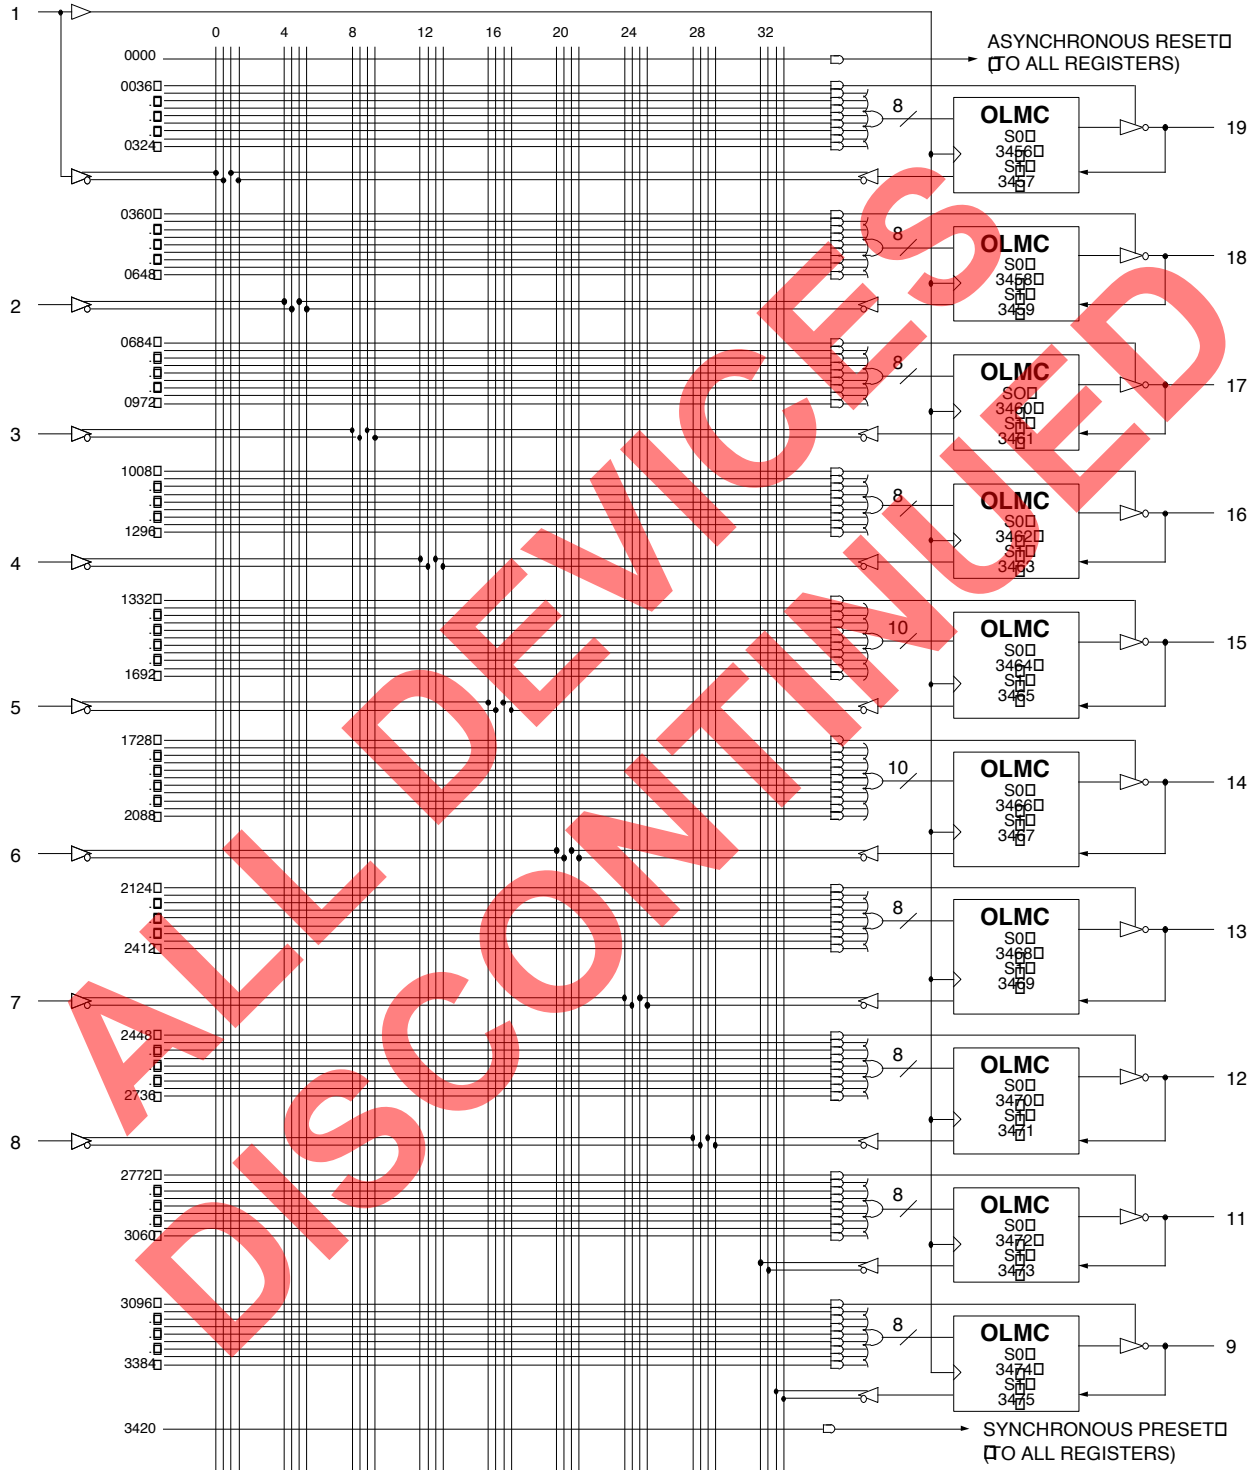 1
0 4 8 12 16 20 24 28 32
0000
ASYNCHRONOUS RESET
(TO ALL REGISTERS)
0036
.
.
.
0324
8
OLMC
S0
3456
S1
3457
19
0360
.
.
.
0648
8
OLMC
S0
3458
S1
3459
18
2
0684
.
.
.
0972
8
OLMC
SO
3460
S1
3461
17
3
1008
.
.
.
1296
8
OLMC
S0
3462
S1
3463
16
4
1332
.
.
.
.
1692
10
OLMC
S0
3464
S1
3465
15
5
1728
.
.
.
.
2088
10
OLMC
S0
3466
S1
3467
14
6
2124
.
.
.
2412
8
OLMC
S0
3468
S1
3469
13
7
2448
.
.
.
2736
8
OLMC
S0
3470
S1
3471
12
8
2772
.
.
.
3060
8
OLMC
S0
3472
S1
3473
11
3096
.
.
.
3384
8
OLMC
S0
3474
S1
3475
9
3420
SYNCHRONOUS PRESET
(TO ALL REGISTERS)
ALL DEVICES
DISCONTINUED